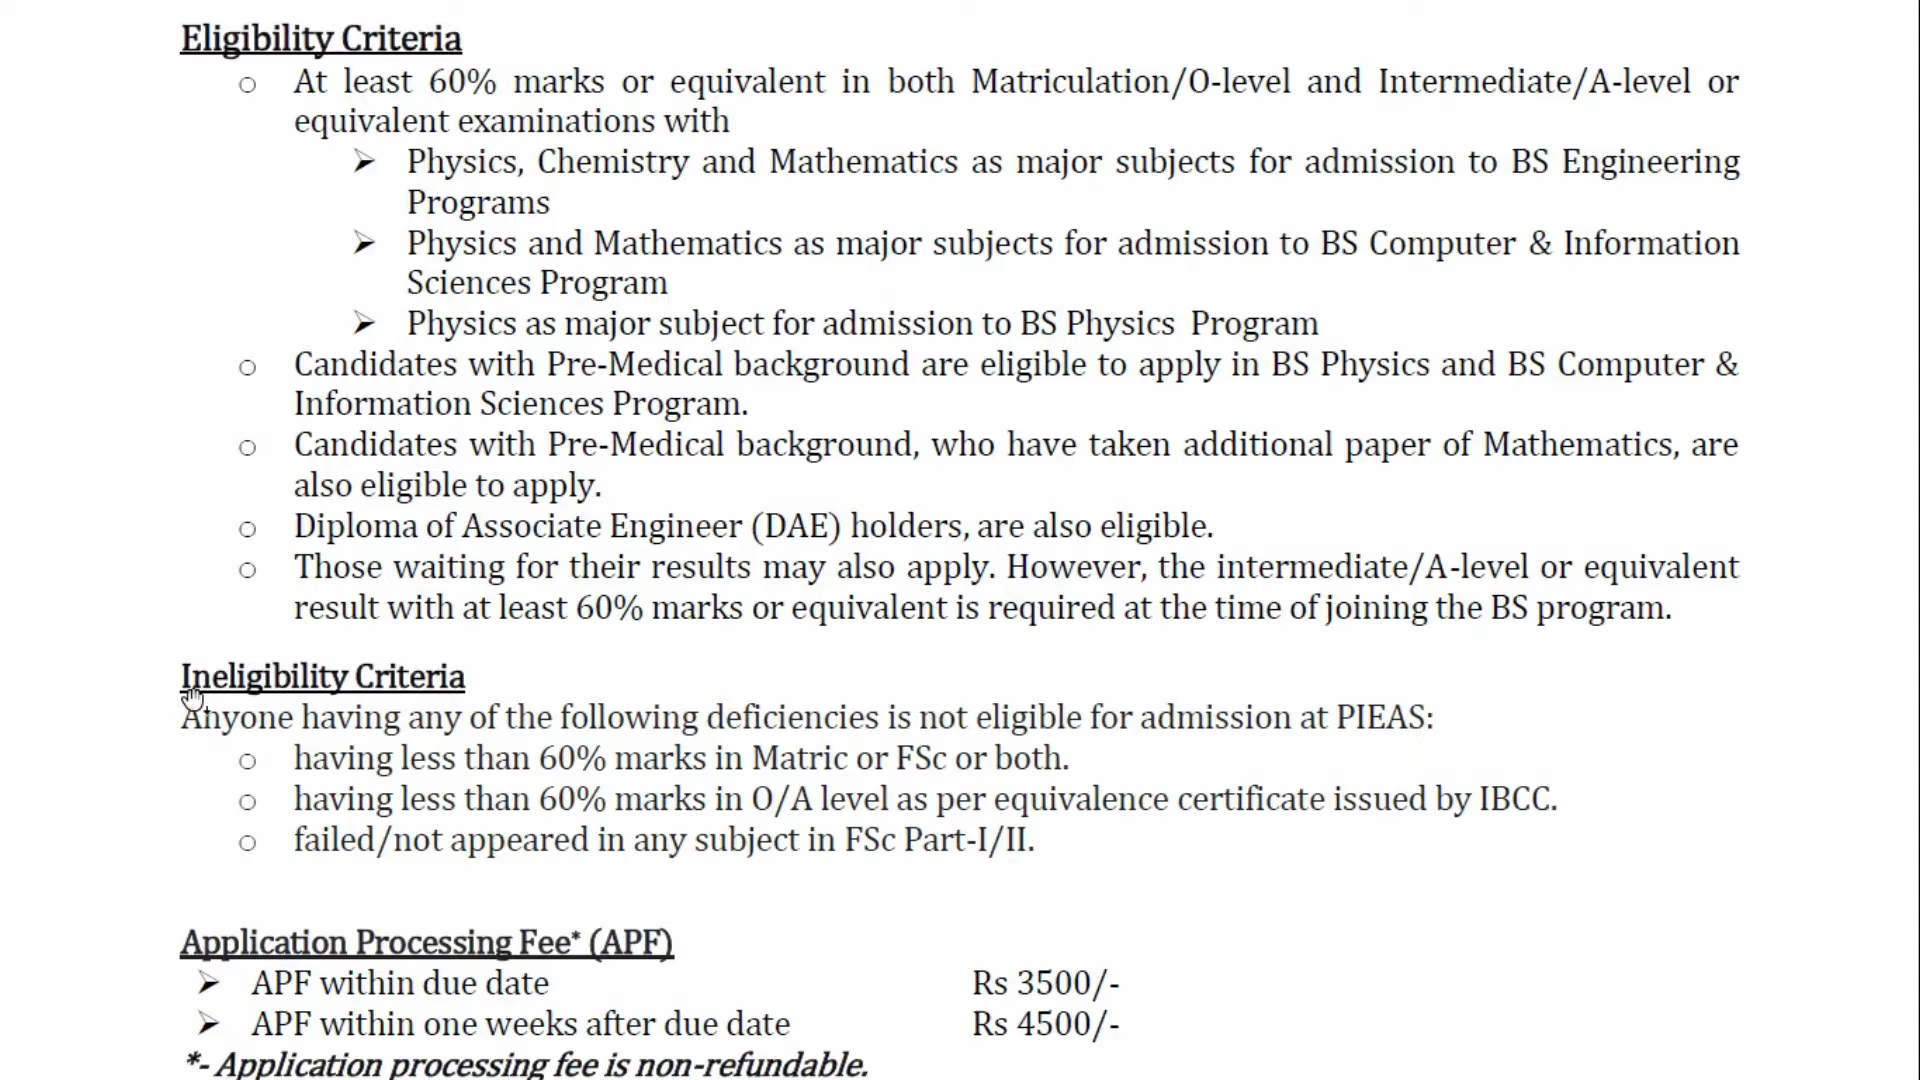 Eligibility Criteria
o At least 60% marks or equivalent in both Matriculation/O-level and Intermediate/A-level or
equivalent examinations with
➢ Physics, Chemistry and Mathematics as major subjects for admission to BS Engineering
Programs
➢ Physics and Mathematics as major subjects for admission to BS Computer & Information
Sciences Program
➢ Physics as major subject for admission to BS Physics Program
o Candidates with Pre-Medical background are eligible to apply in BS Physics and BS Computer &
Information Sciences Program.
o Candidates with Pre-Medical background, who have taken additional paper of Mathematics, are
also eligible to apply.
o Diploma of Associate Engineer (DAE) holders, are also eligible.
o Those waiting for their results may also apply. However, the intermediate/A-level or equivalent
result with at least 60% marks or equivalent is required at the time of joining the BS program.
Ineligibility Criteria
Anyone having any of the following deficiencies is not eligible for admission at PIEAS:
o having less than 60% marks in Matric or FSc or both.
o having less than 60% marks in O/A level as per equivalence certificate issued by IBCC.
o failed/not appeared in any subject in FSc Part-I/II.
Application Processing Fee* (APF)
➢ APF within due date Rs 3500/-
➢ APF within one weeks after due date Rs 4500/-
*- Application processing fee is non-refundable.